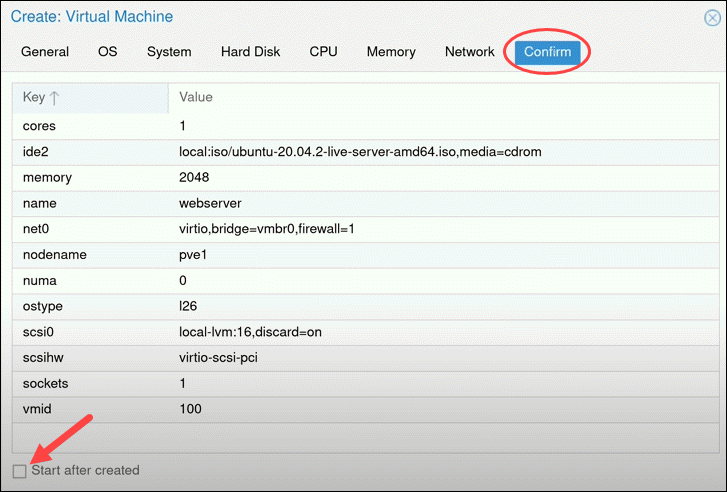 Create: Virtual Machine
General OS System Hard Disk CPU Memory Network Confirm
Key ↑ Value
cores 1
ide2 local:iso/ubuntu-20.04.2-live-server-amd64.iso,media=cdrom
memory 2048
name webserver
net0 virtio,bridge=vmbr0,firewall=1
nodename pve1
numa 0
ostype l26
scsi0 local-lvm:16,discard=on
scsihw virtio-scsi-pci
sockets 1
vmid 100
Start after created